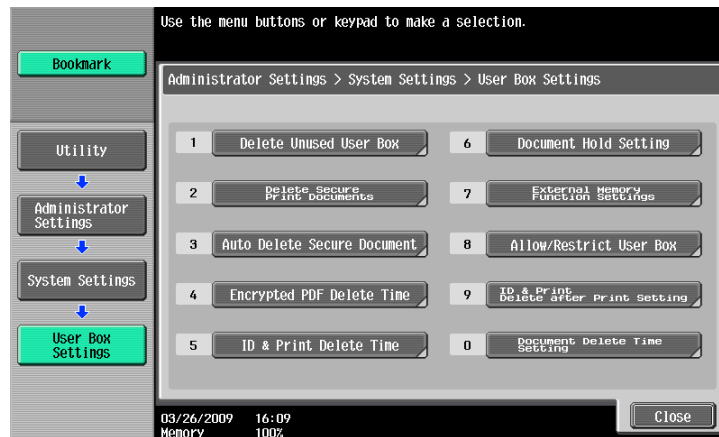 Use the menu buttons or keypad to make a selection.
Bookmark
Administrator Settings > System Settings > User Box Settings
Utility
Administrator
Settings
System Settings
User Box
Settings
1 Delete Unused User Box
2 Delete Secure
Print Documents
3 Auto Delete Secure Document
4 Encrypted PDF Delete Time
5 ID & Print Delete Time
6 Document Hold Setting
7 External Memory
Function Settings
8 Allow/Restrict User Box
9 ID & Print
Delete after Print Setting
0 Document Delete Time
Setting
03/26/2009 16:09
Memory 100%
Close